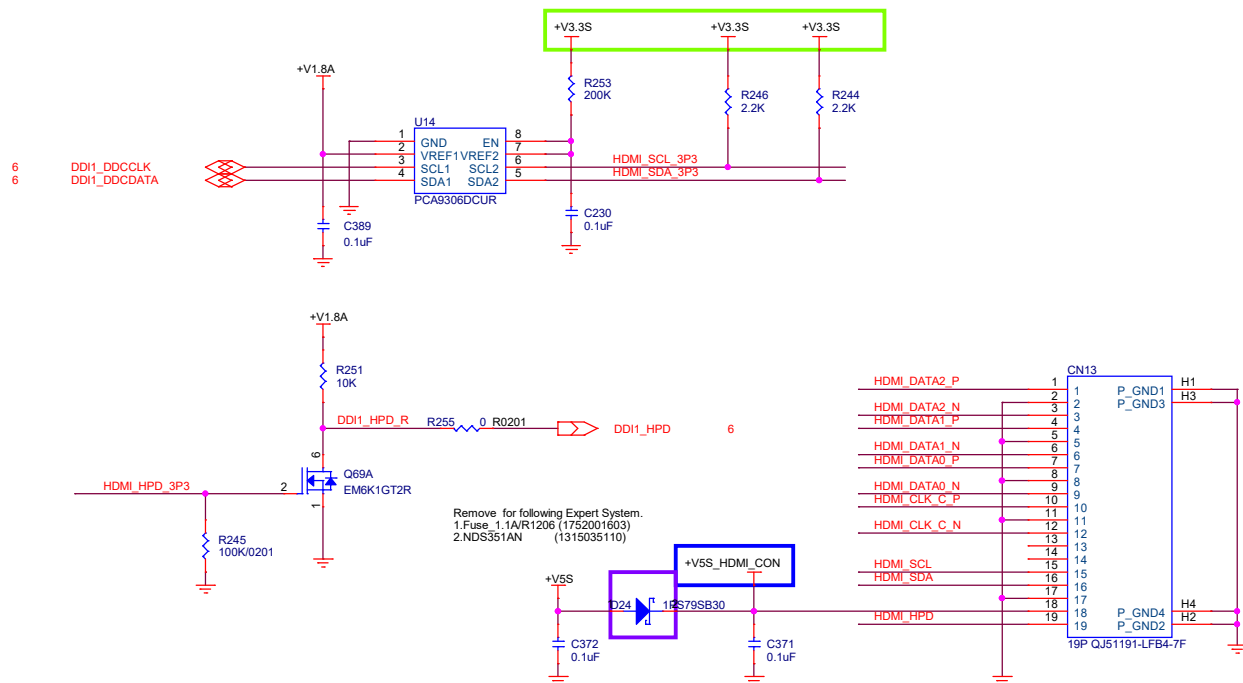 +V3.3S +V3.3S +V3.3S
+V1.8A
R253
200K
R246
2.2K
R244
2.2K
U14
1 GND EN 8
2 VREF1 VREF2 7
3 SCL1 SCL2 6
4 SDA1 SDA2 5
PCA9306DCUR
6 DDI1_DDCCLK
6 DDI1_DDCDATA
HDMI_SCL_3P3
HDMI_SDA_3P3
C389
0.1uF
C230
0.1uF
+V1.8A
R251
10K
DDI1_HPD_R R255 0 R0201 DDI1_HPD 6
6
Q69A
EM6K1GT2R
HDMI_HPD_3P3 2
1
R245
100K/0201
Remove for following Expert System.
1.Fuse_1.1A/R1206 (1752001603)
2.NDS351AN (1315035110)
+V5S
+V5S_HDMI_CON
D24 1PS79SB30
C372
0.1uF
C371
0.1uF
CN13
HDMI_DATA2_P 1 1 P_GND1 H1
2 2 P_GND3 H3
HDMI_DATA2_N 3 3
HDMI_DATA1_P 4 4
5 5
HDMI_DATA1_N 6 6
HDMI_DATA0_P 7 7
8 8
HDMI_DATA0_N 9 9
HDMI_CLK_C_P 10 10
11 11
HDMI_CLK_C_N 12 12
13 13
14 14
HDMI_SCL 15 15
HDMI_SDA 16 16
17 17
18 18 P_GND4 H4
HDMI_HPD 19 19 P_GND2 H2
19P QJ51191-LFB4-7F